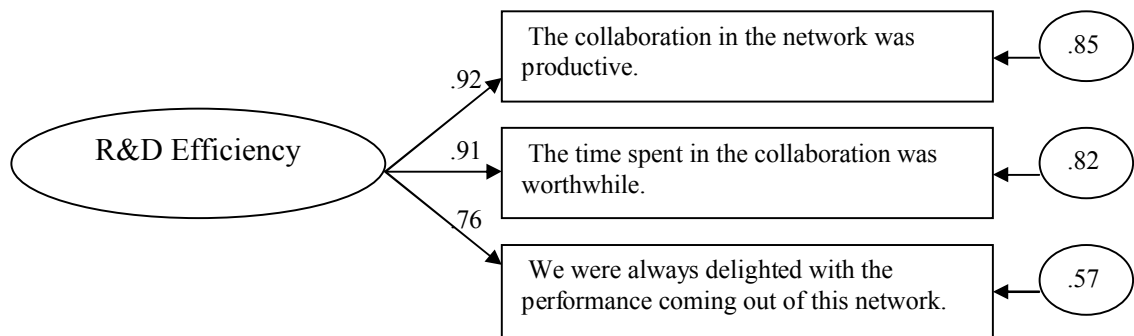 The collaboration in the network was
productive.
.85
.92
R&D Efficiency
.91
The time spent in the collaboration was
worthwhile.
.82
.76
We were always delighted with the
performance coming out of this network.
.57